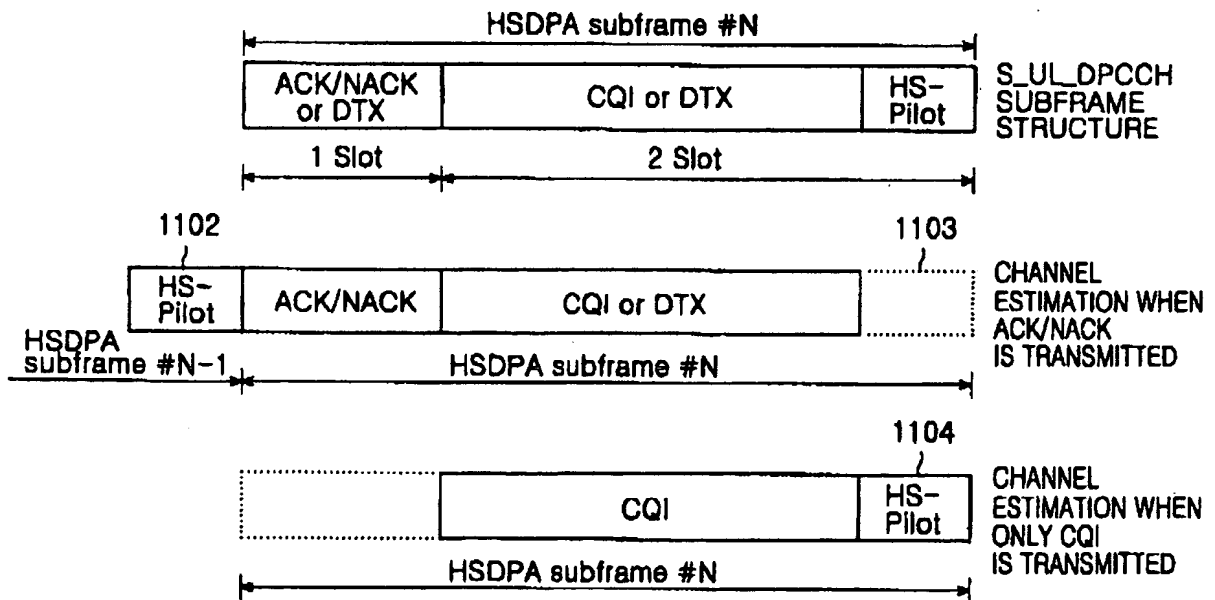 HSDPA subframe #N
ACK/NACK
or DTX
CQI or DTX
HS-
Pilot
S_UL_DPCCH
SUBFRAME
STRUCTURE
1 Slot
2 Slot
1102
1103
HS-
Pilot
ACK/NACK
CQI or DTX
CHANNEL
ESTIMATION WHEN
ACK/NACK
IS TRANSMITTED
HSDPA
subframe #N-1
HSDPA subframe #N
1104
CQI
HS-
Pilot
CHANNEL
ESTIMATION WHEN
ONLY CQI
IS TRANSMITTED
HSDPA subframe #N